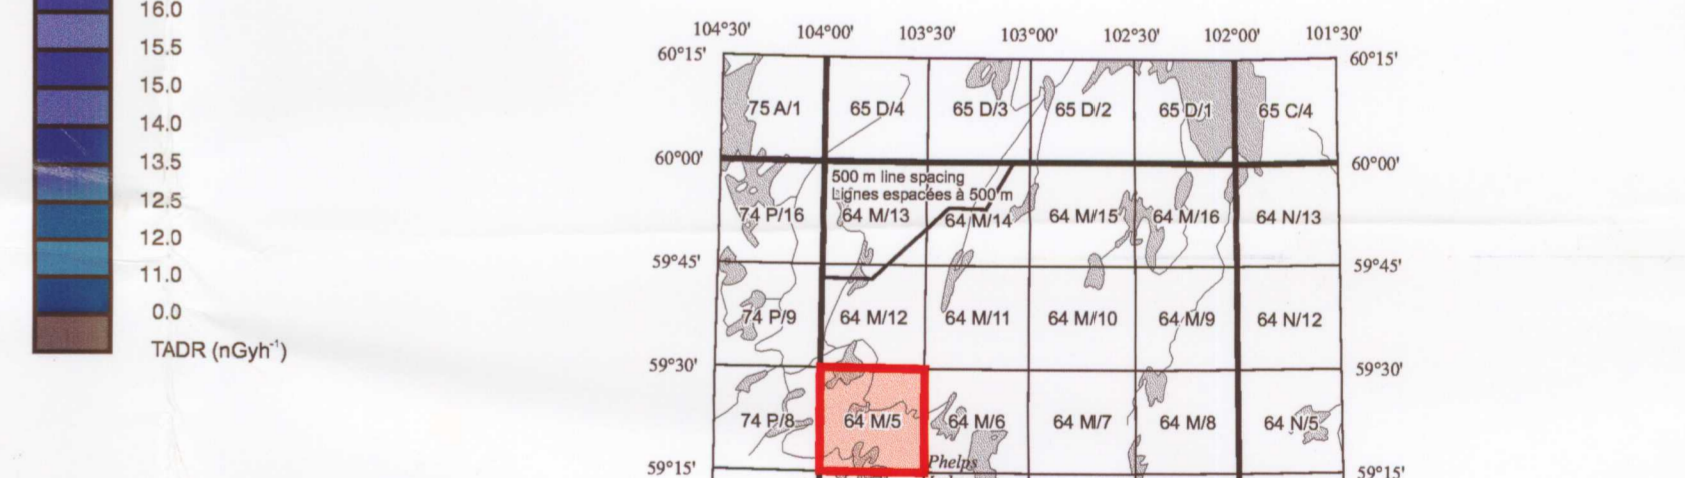 16.0
15.5
15.0
14.0
13.5
12.5
12.0
11.0
0.0
TADR (nGyh⁻¹)
104°30' 104°00' 103°30' 103°00' 102°30' 102°00' 101°30'
60°15' 60°15'
75 A/1 65 D/4 65 D/3 65 D/2 65 D/1 65 C/4
60°00' 60°00'
500 m line spacing
Lignes espacées à 500 m
74 P/16 64 M/13 64 M/14 64 M/15 64 M/16 64 N/13
59°45' 59°45'
74 P/9 64 M/12 64 M/11 64 M/10 64 M/9 64 N/12
59°30' 59°30'
74 P/8 64 M/5 64 M/6 64 M/7 64 M/8 64 N/5
Phelps
59°15' 59°15'